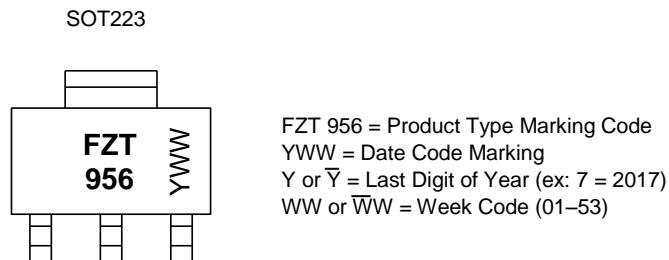 SOT223
FZT
956
YWW
FZT 956 = Product Type Marking Code
YWW = Date Code Marking
Y or Y̅ = Last Digit of Year (ex: 7 = 2017)
WW or W̅W = Week Code (01–53)